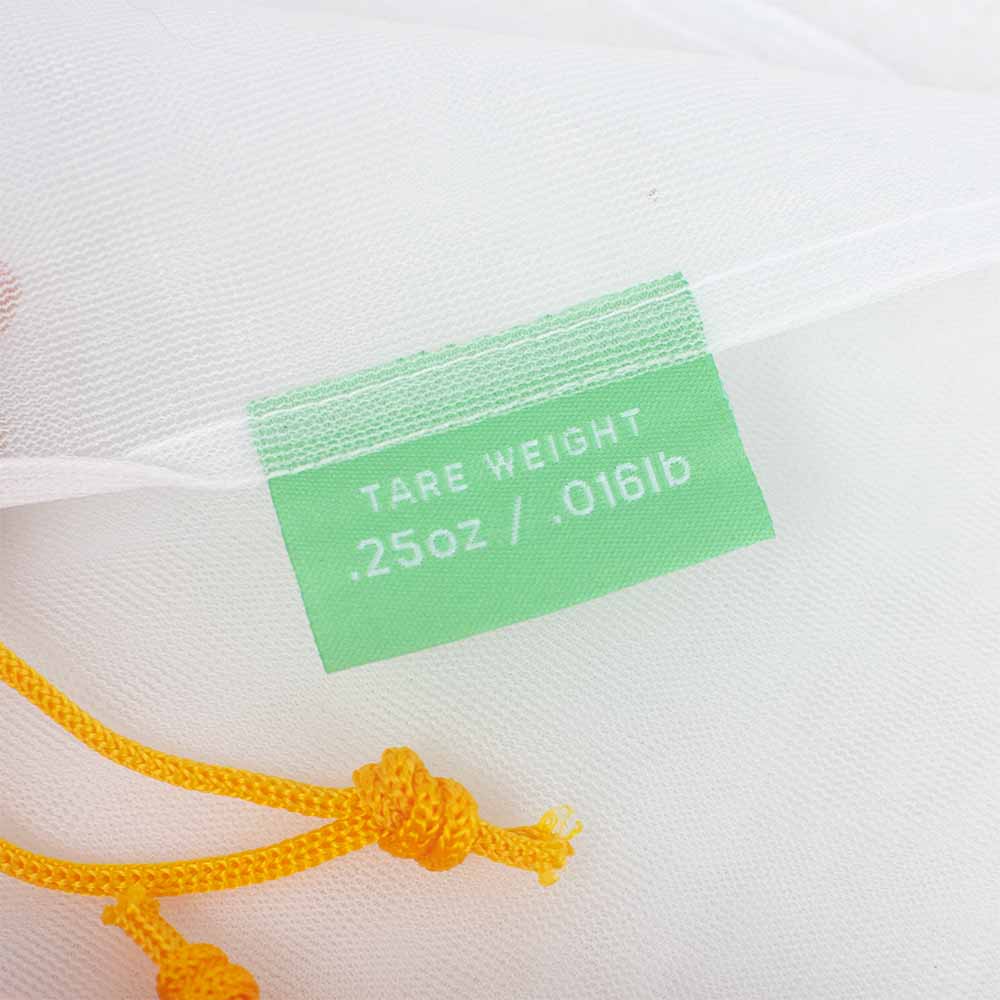 TARE WEIGHT
.25oz / .016lb